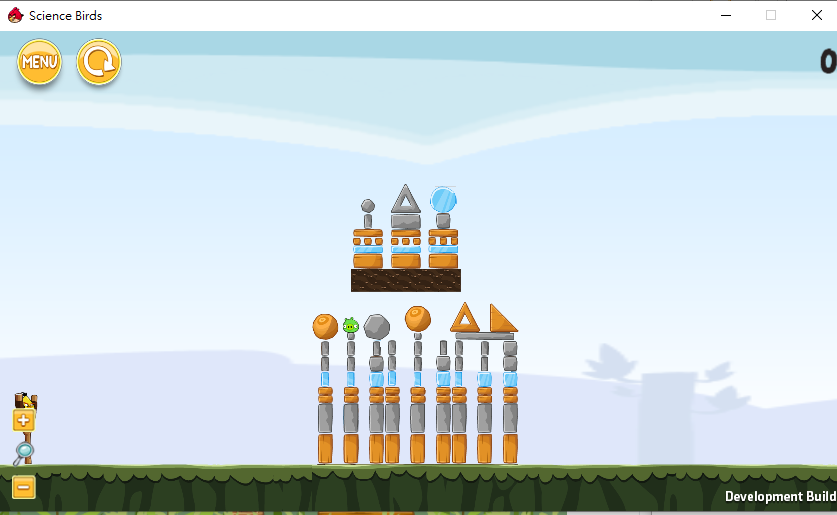 Science Birds
MENU
0
Development Build